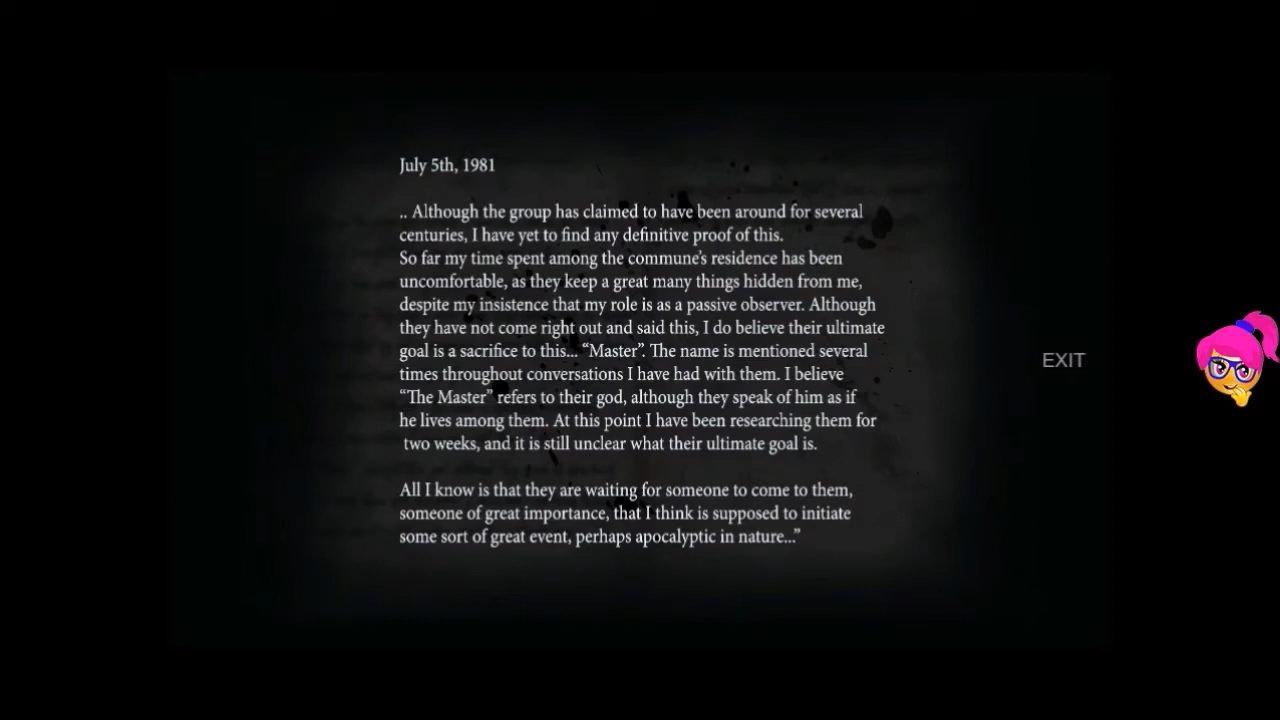 July 5th, 1981
.. Although the group has claimed to have been around for several
centuries, I have yet to find any definitive proof of this.
So far my time spent among the commune's residence has been
uncomfortable, as they keep a great many things hidden from me,
despite my insistence that my role is as a passive observer. Although
they have not come right out and said this, I do believe their ultimate
goal is a sacrifice to this... “Master”. The name is mentioned several
times throughout conversations I have had with them. I believe
“The Master” refers to their god, although they speak of him as if
he lives among them. At this point I have been researching them for
two weeks, and it is still unclear what their ultimate goal is.
All I know is that they are waiting for someone to come to them,
someone of great importance, that I think is supposed to initiate
some sort of great event, perhaps apocalyptic in nature...”
EXIT